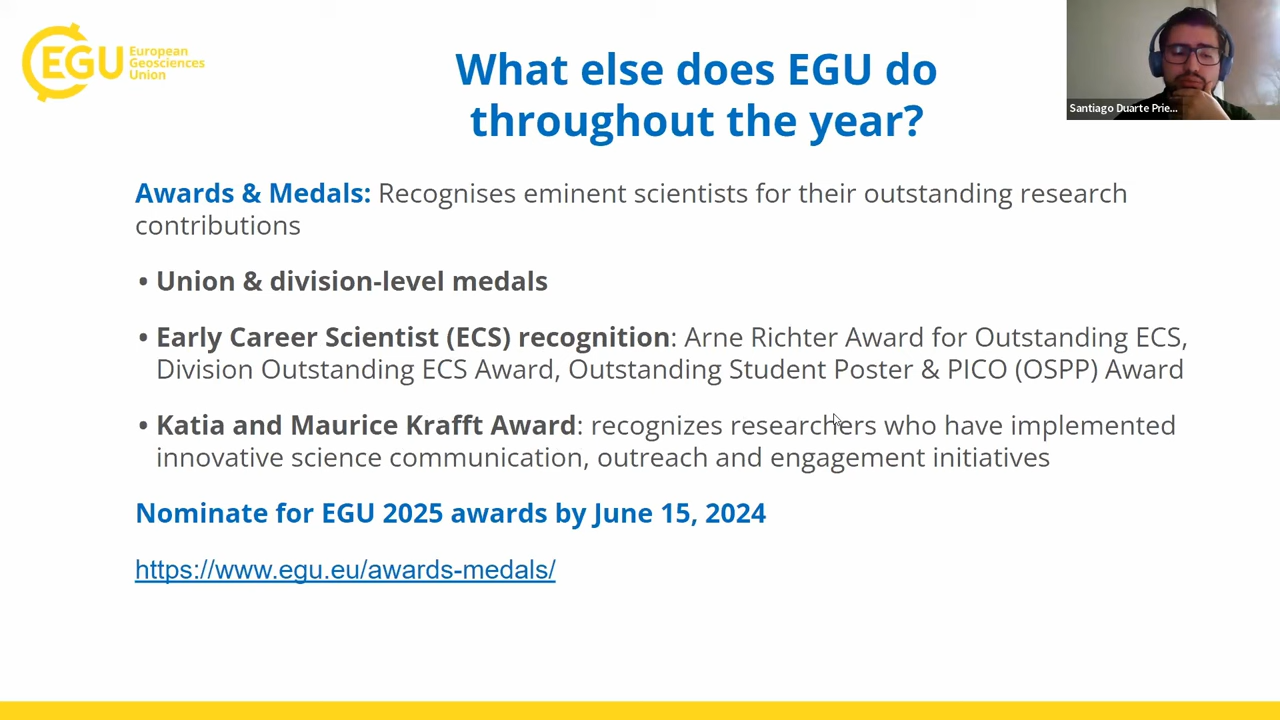 EGU
European
Geosciences
Union
What else does EGU do
throughout the year?
Santiago Duarte Prie...
Awards & Medals: Recognises eminent scientists for their outstanding research
contributions
• Union & division-level medals
• Early Career Scientist (ECS) recognition: Arne Richter Award for Outstanding ECS,
Division Outstanding ECS Award, Outstanding Student Poster & PICO (OSPP) Award
• Katia and Maurice Krafft Award: recognizes researchers who have implemented
innovative science communication, outreach and engagement initiatives
Nominate for EGU 2025 awards by June 15, 2024
https://www.egu.eu/awards-medals/